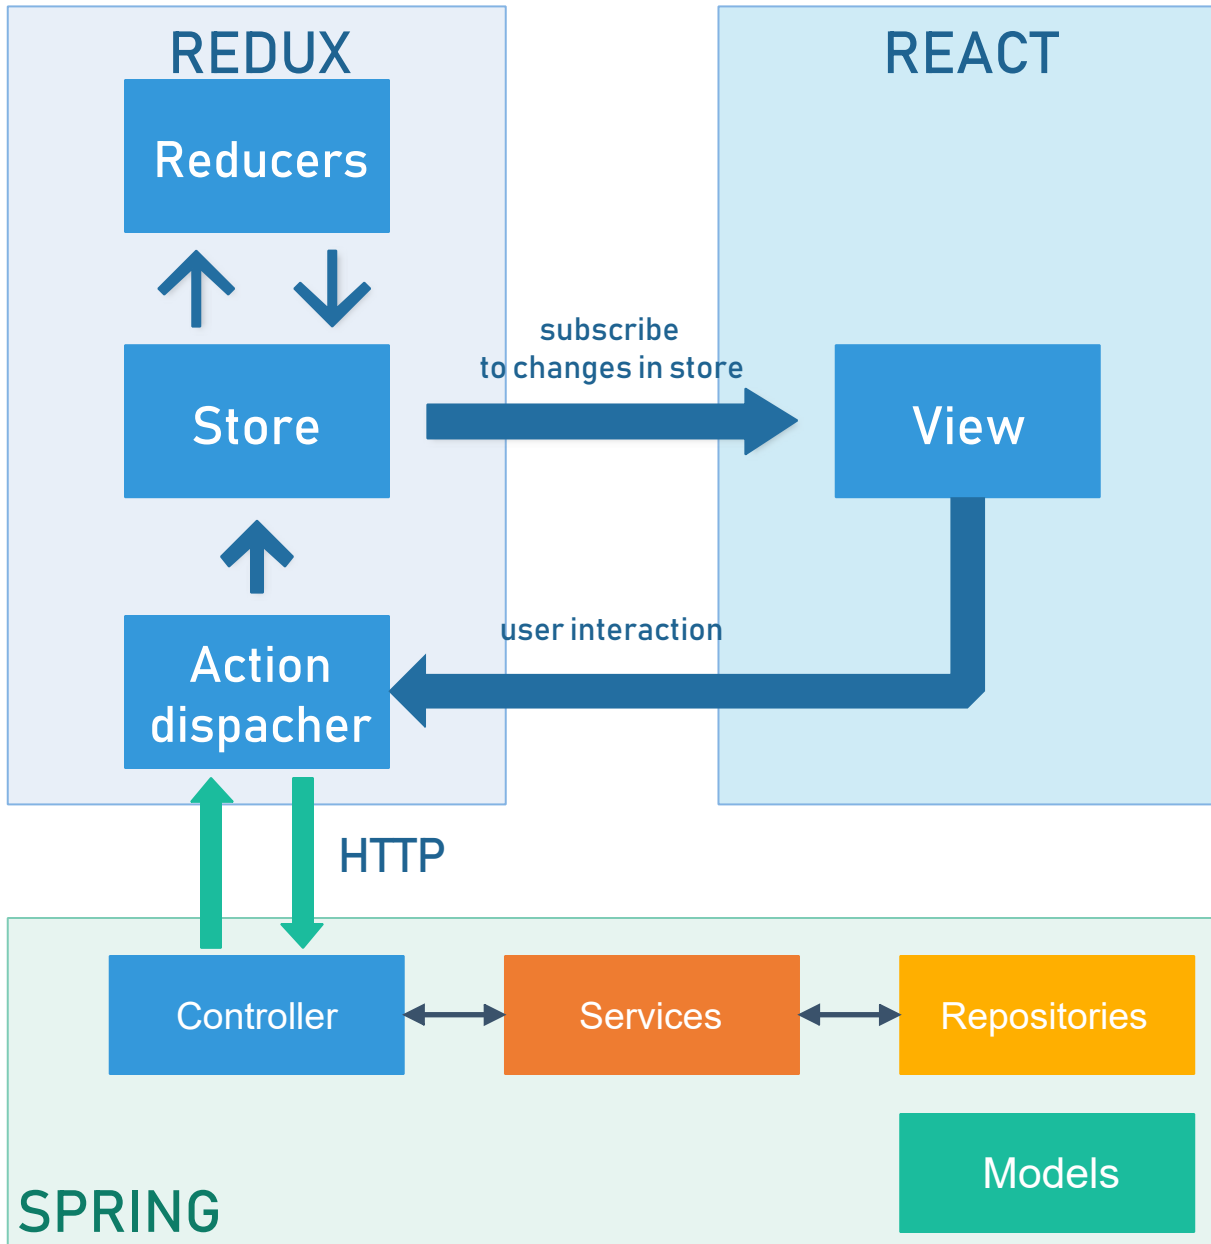 REDUX
REACT
Reducers
subscribe
to changes in store
Store
View
user interaction
Action
dispacher
HTTP
Controller
Services
Repositories
Models
SPRING